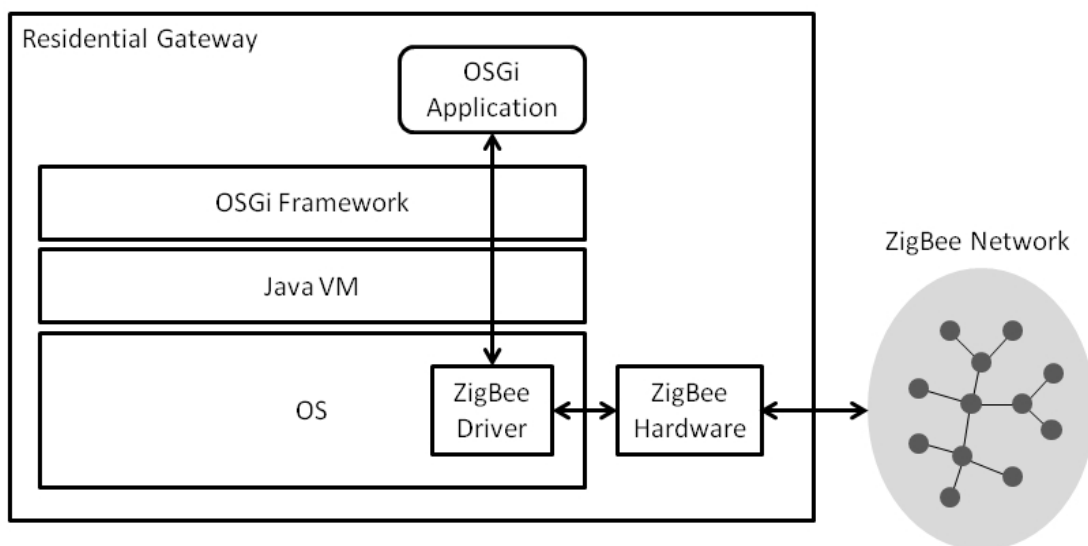 Residential Gateway
OSGi
Application
OSGi Framework
Java VM
OS
ZigBee
Driver
ZigBee
Hardware
ZigBee Network